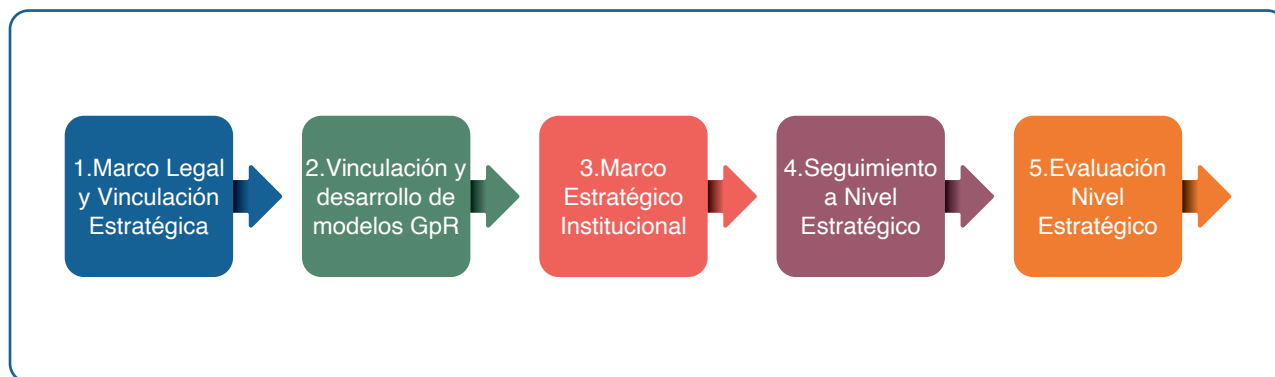 1.Marco Legal
y Vinculación
Estratégica
2.Vinculación y
desarrollo de
modelos GpR
3.Marco
Estratégico
Institucional
4.Seguimiento
a Nivel
Estratégico
5.Evaluación
Nivel
Estratégico